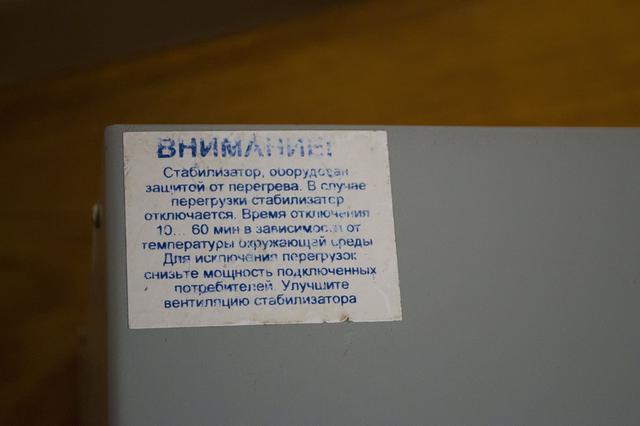 ВНИМАНИЕ!
Стабилизатор, оборудован
защитой от перегрева. В случае
перегрузки стабилизатор
отключается. Время отключения
10... 60 мин в зависимости от
температуры окружающей среды
Для исключения перегрузок
снизьте мощность подключенных
потребителей. Улучшите
вентиляцию стабилизатора